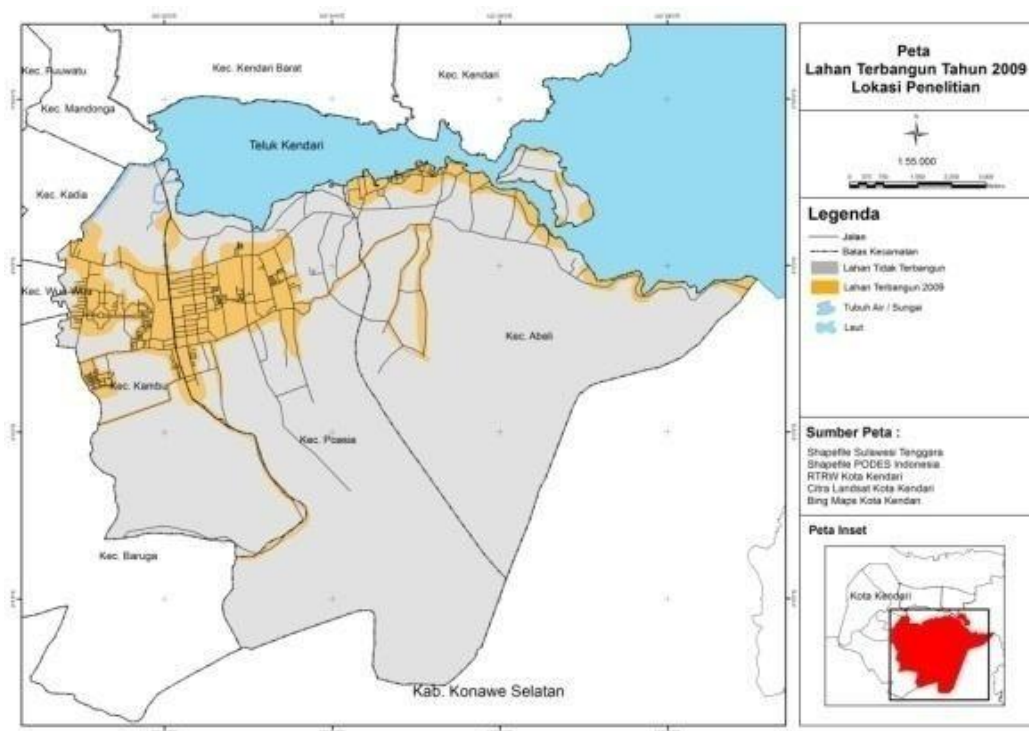 Kec. Puuwatu
Kec. Kendari Barat
Kec. Kendari
Kec. Mandonga
Teluk Kendari
Kec. Kadia
Kec. Wua-Wua
Kec. Abeli
Kec. Kambu
Kec. Poasia
Kec. Baruga
Kab. Konawe Selatan
Peta
Lahan Terbangun Tahun 2009
Lokasi Penelitian
1:55.000
Legenda
Jalan
Batas Kecamatan
Lahan Tidak Terbangun
Lahan Terbangun 2009
Tubuh Air / Sungai
Laut
Sumber Peta :
Shapefile Sulawesi Tenggara
Shapefile PODES Indonesia
RTRW Kota Kendari
Citra Landsat Kota Kendari
Bing Maps Kota Kendari
Peta Inset
Kota Kendari